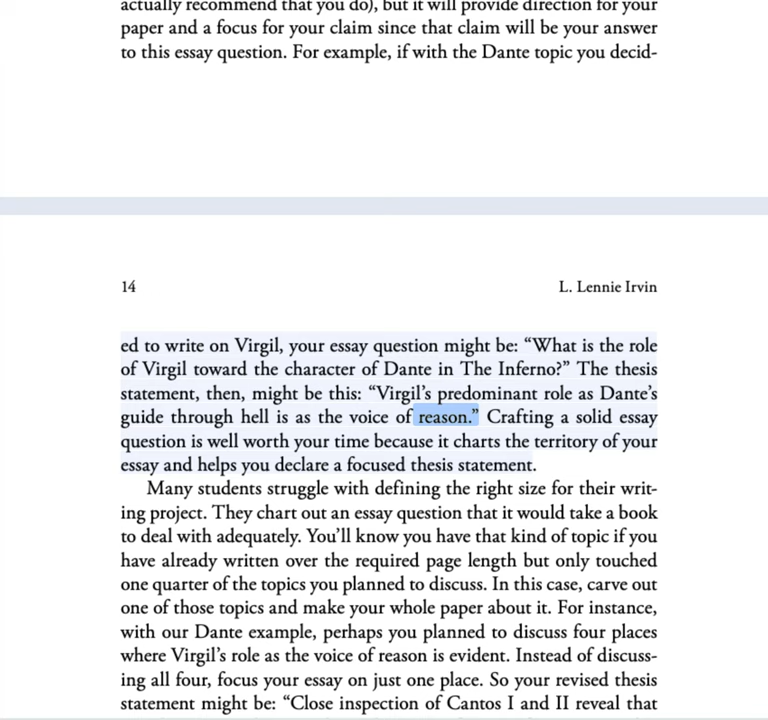 actually recommend that you do), but it will provide direction for your
paper and a focus for your claim since that claim will be your answer
to this essay question. For example, if with the Dante topic you decid-
14 L. Lennie Irvin
ed to write on Virgil, your essay question might be: “What is the role
of Virgil toward the character of Dante in The Inferno?” The thesis
statement, then, might be this: “Virgil’s predominant role as Dante’s
guide through hell is as the voice of reason.” Crafting a solid essay
question is well worth your time because it charts the territory of your
essay and helps you declare a focused thesis statement.
Many students struggle with defining the right size for their writ-
ing project. They chart out an essay question that it would take a book
to deal with adequately. You’ll know you have that kind of topic if you
have already written over the required page length but only touched
one quarter of the topics you planned to discuss. In this case, carve out
one of those topics and make your whole paper about it. For instance,
with our Dante example, perhaps you planned to discuss four places
where Virgil’s role as the voice of reason is evident. Instead of discuss-
ing all four, focus your essay on just one place. So your revised thesis
statement might be: “Close inspection of Cantos I and II reveal that